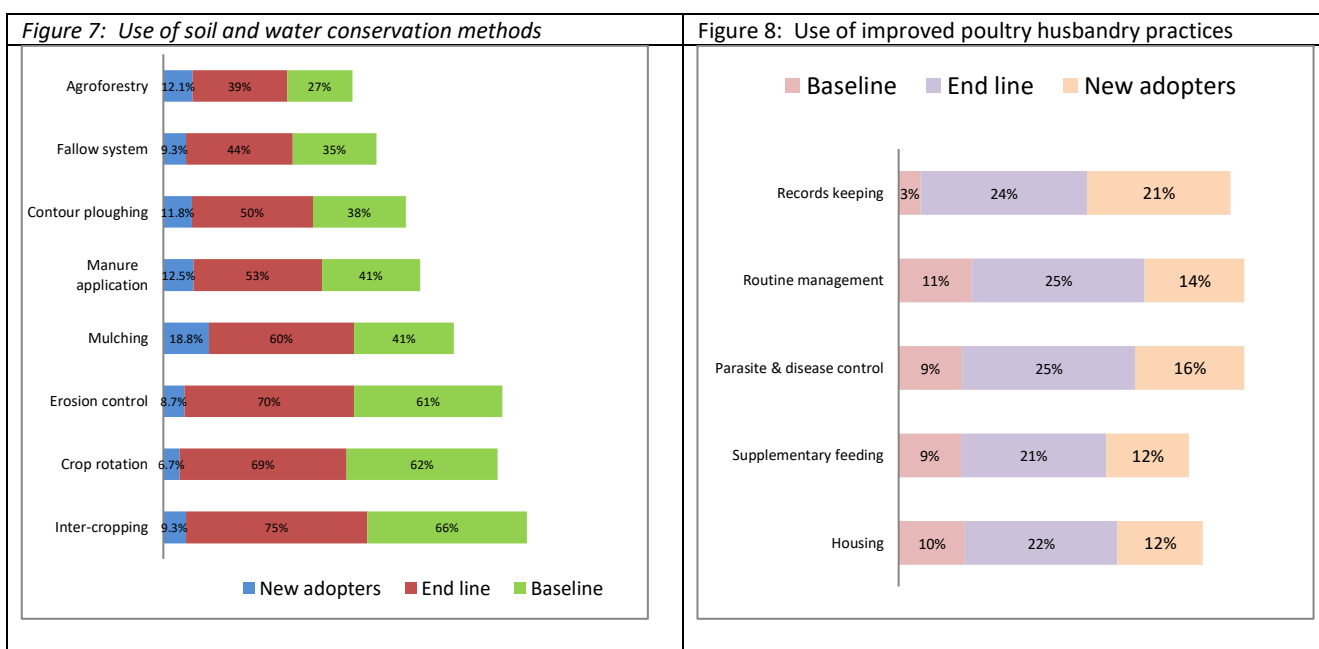 Figure 7: Use of soil and water conservation methods
Agroforestry 12.1% 39% 27%
Fallow system 9.3% 44% 35%
Contour ploughing 11.8% 50% 38%
Manure
application 12.5% 53% 41%
Mulching 18.8% 60% 41%
Erosion control 8.7% 70% 61%
Crop rotation 6.7% 69% 62%
Inter-cropping 9.3% 75% 66%
New adopters End line Baseline
Figure 8: Use of improved poultry husbandry practices
Baseline End line New adopters
Records keeping 3% 24% 21%
Routine management 11% 25% 14%
Parasite & disease control 9% 25% 16%
Supplementary feeding 9% 21% 12%
Housing 10% 22% 12%